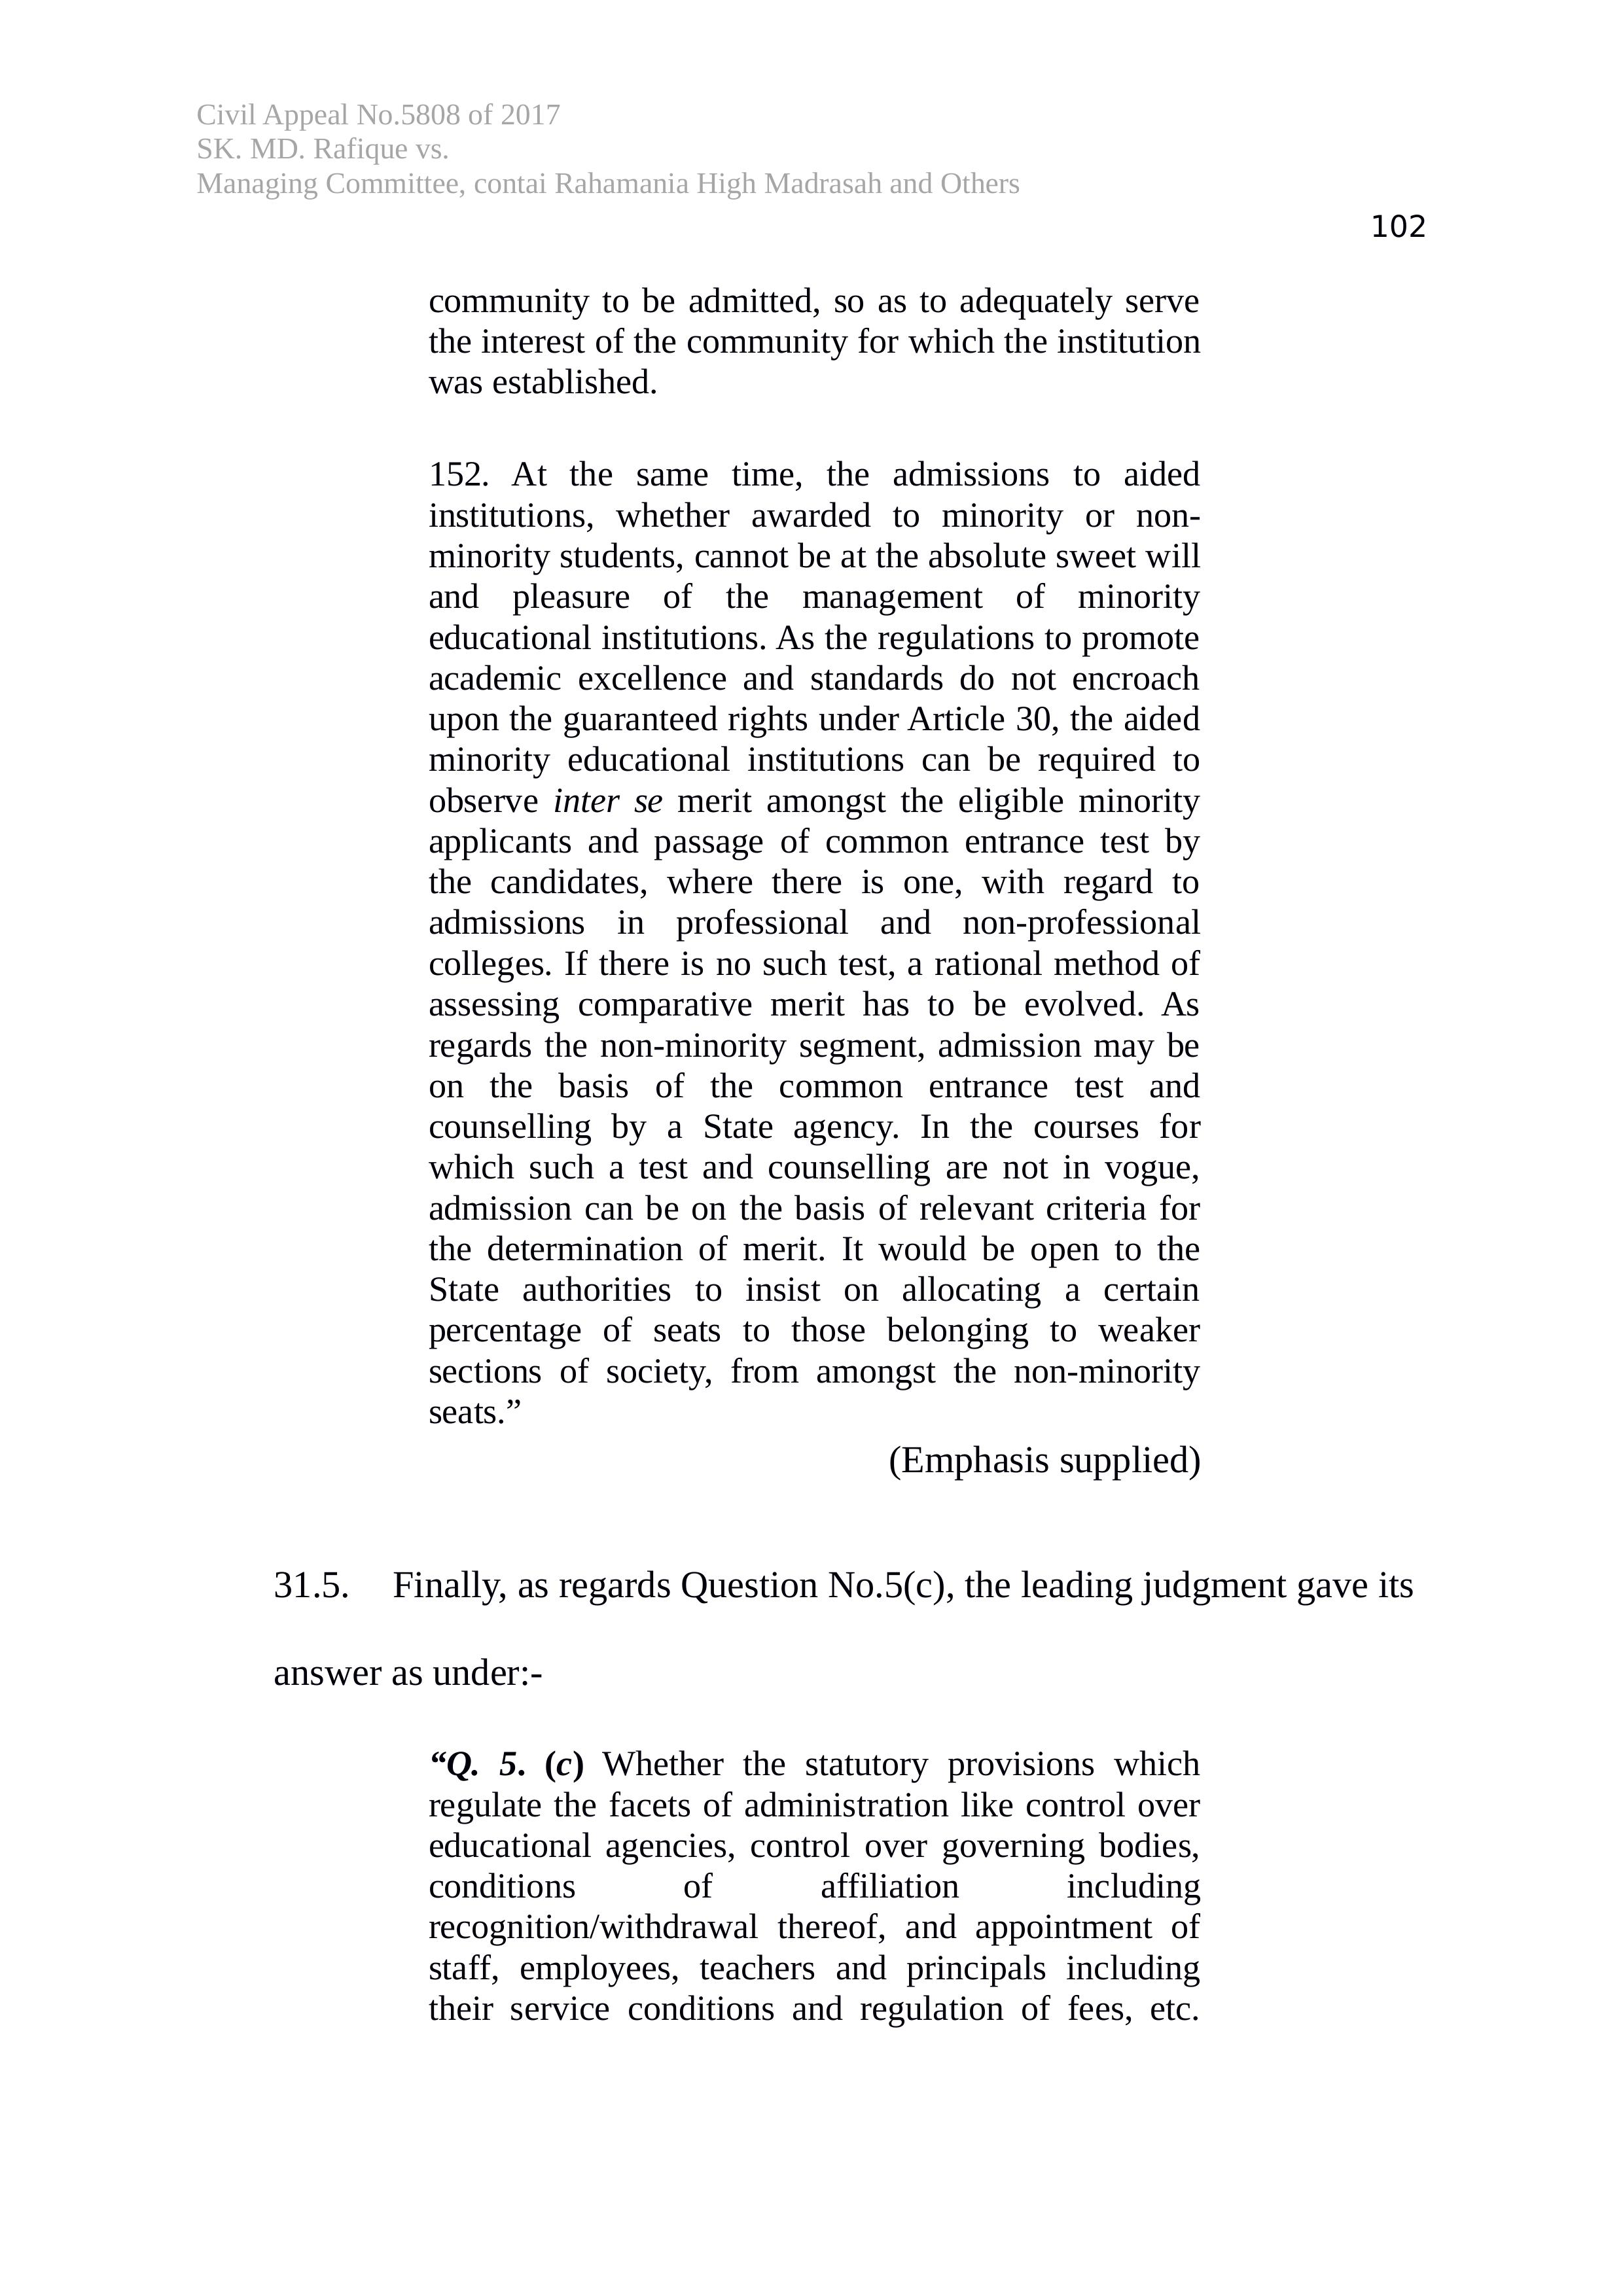 Civil Appeal No.5808 of 2017
SK. MD. Rafique vs.
Managing Committee, contai Rahamania High Madrasah and Others
102
community to be admitted, so as to adequately serve
the interest of the community for which the institution
was established.
152. At the same time, the admissions to aided
institutions, whether awarded to minority or non-
minority students, cannot be at the absolute sweet will
and pleasure of the management of minority
educational institutions. As the regulations to promote
academic excellence and standards do not encroach
upon the guaranteed rights under Article 30, the aided
minority educational institutions can be required to
observe inter se merit amongst the eligible minority
applicants and passage of common entrance test by
the candidates, where there is one, with regard to
admissions in professional and non-professional
colleges. If there is no such test, a rational method of
assessing comparative merit has to be evolved. As
regards the non-minority segment, admission may be
on the basis of the common entrance test and
counselling by a State agency. In the courses for
which such a test and counselling are not in vogue,
admission can be on the basis of relevant criteria for
the determination of merit. It would be open to the
State authorities to insist on allocating a certain
percentage of seats to those belonging to weaker
sections of society, from amongst the non-minority
seats.”
(Emphasis supplied)
31.5. Finally, as regards Question No.5(c), the leading judgment gave its
answer as under:-
“Q. 5. (c) Whether the statutory provisions which
regulate the facets of administration like control over
educational agencies, control over governing bodies,
conditions of affiliation including
recognition/withdrawal thereof, and appointment of
staff, employees, teachers and principals including
their service conditions and regulation of fees, etc.